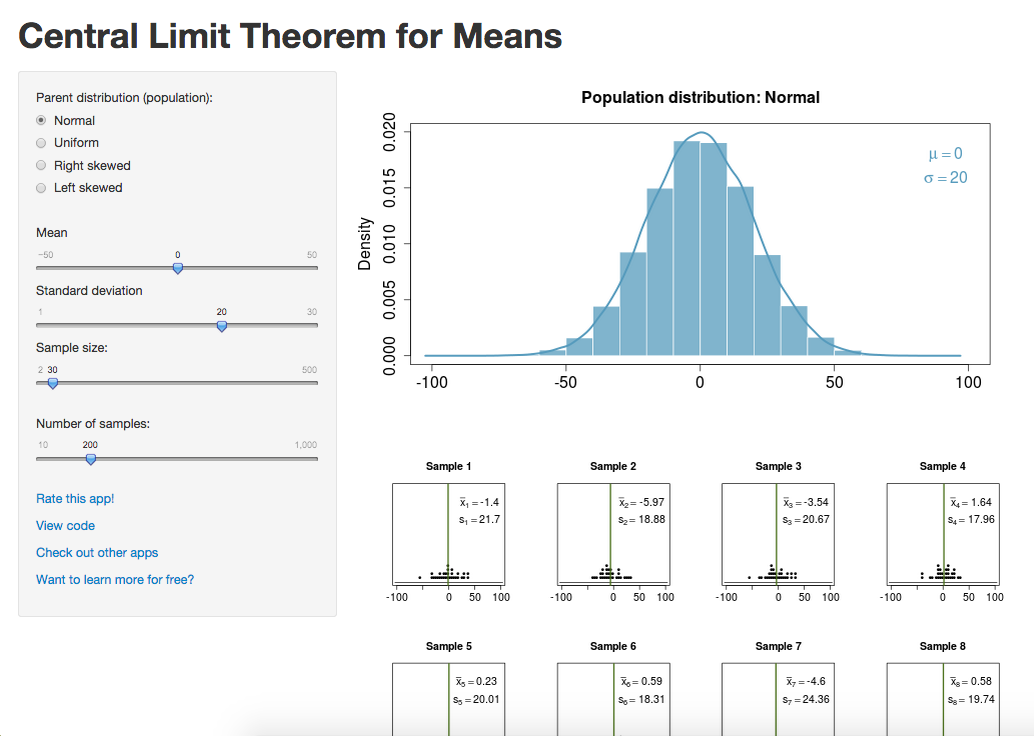 Central Limit Theorem for Means
Parent distribution (population):
Normal
Uniform
Right skewed
Left skewed
Mean
−50 0 50
Standard deviation
1 20 30
Sample size:
2 30 500
Number of samples:
10 200 1,000
Rate this app!
View code
Check out other apps
Want to learn more for free?
Population distribution: Normal
μ = 0
σ = 20
Density
0.020
0.015
0.010
0.005
0.000
-100 -50 0 50 100
Sample 1
x̄₁ = -1.4
s₁ = 21.7
-100 0 50 100
Sample 2
x̄₂ = -5.97
s₂ = 18.88
-100 0 50 100
Sample 3
x̄₃ = -3.54
s₃ = 20.67
-100 0 50 100
Sample 4
x̄₄ = 1.64
s₄ = 17.96
-100 0 50 100
Sample 5
x̄₅ = 0.23
s₅ = 20.01
Sample 6
x̄₆ = 0.59
s₆ = 18.31
Sample 7
x̄₇ = -4.6
s₇ = 24.36
Sample 8
x̄₈ = 0.58
s₈ = 19.74